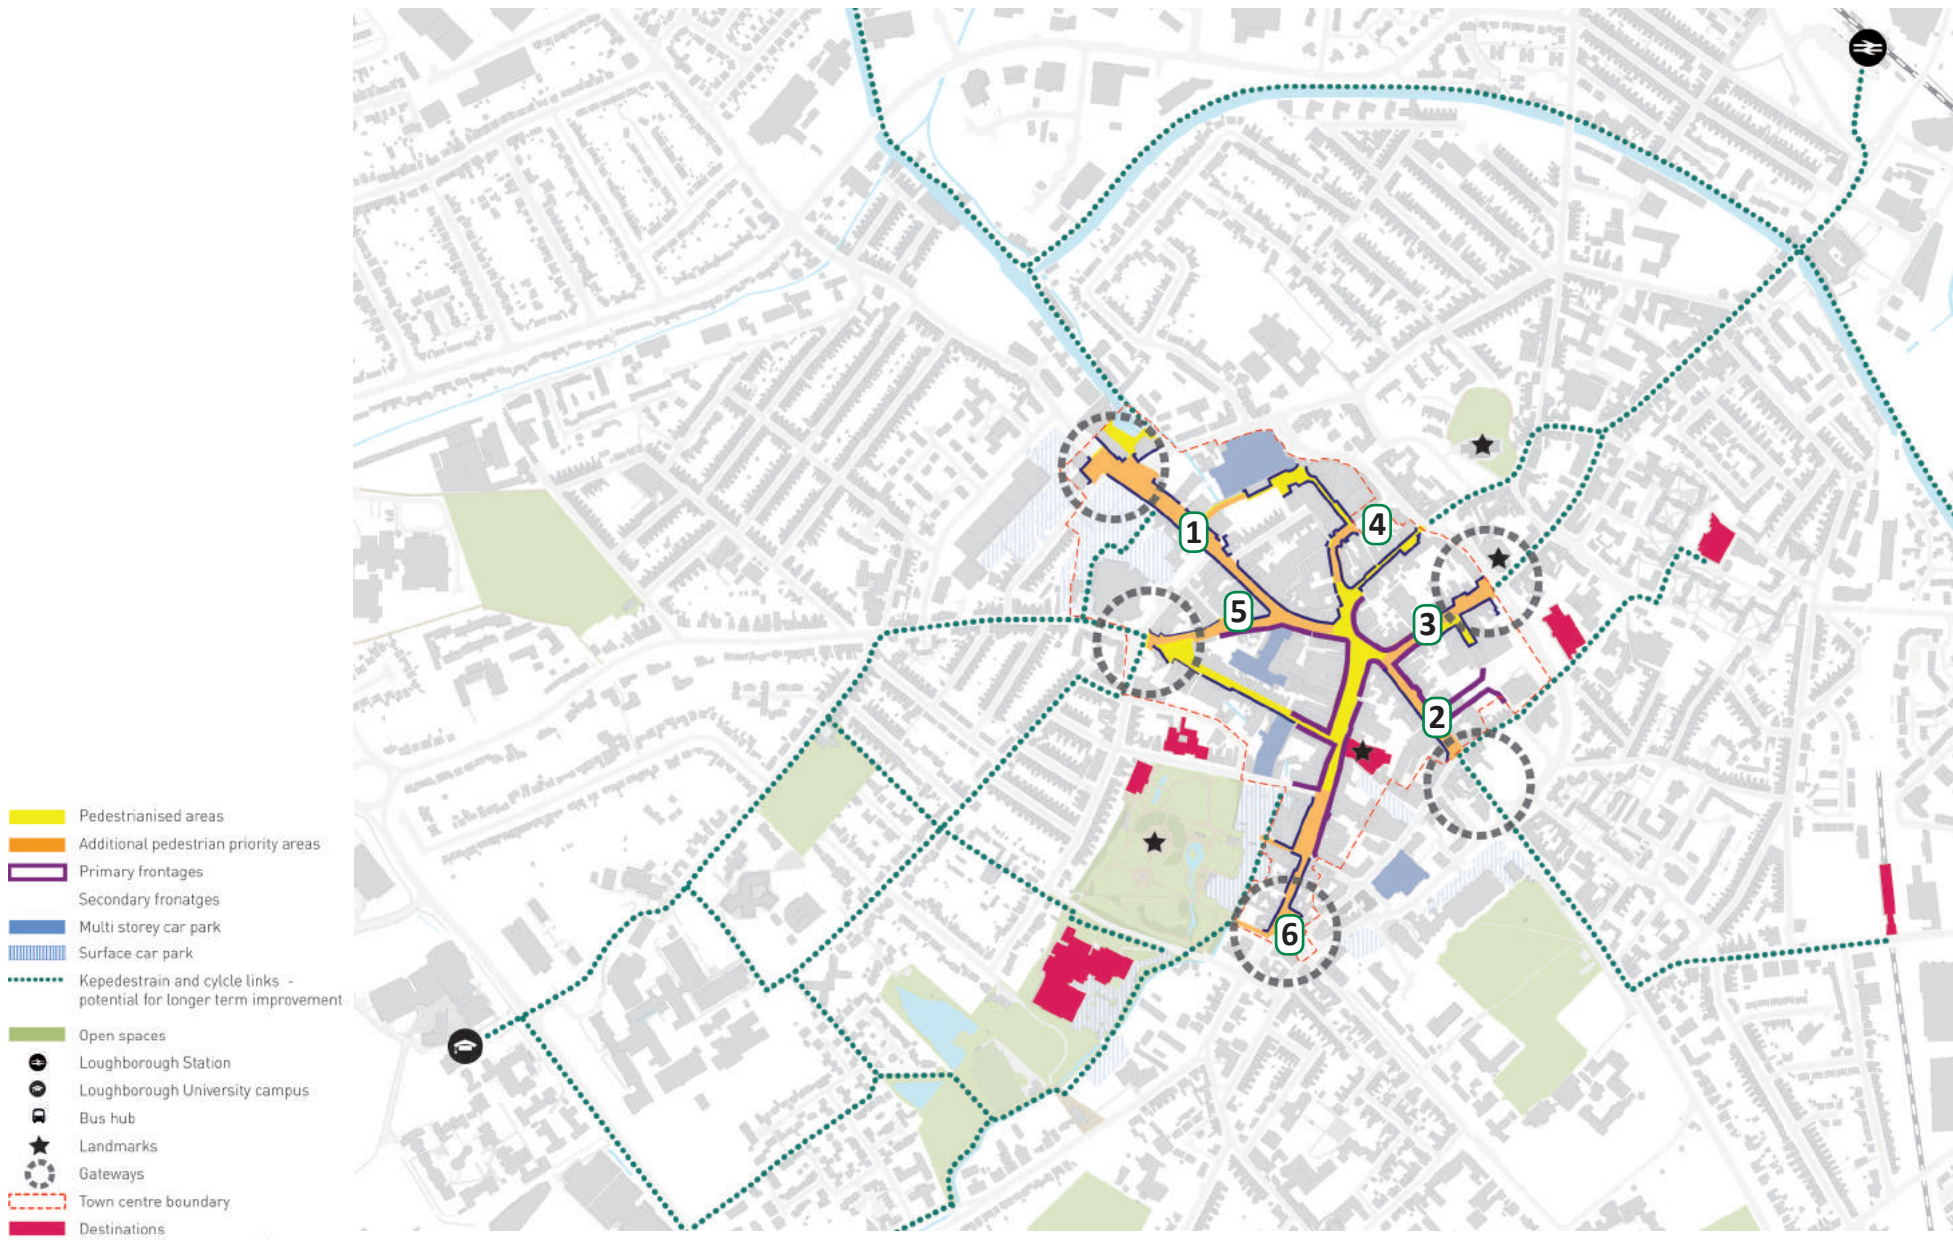 1
4
5
3
2
6
Pedestrianised areas
Additional pedestrian priority areas
Primary frontages
Secondary fronatges
Multi storey car park
Surface car park
Kepedestrain and cylcle links -
potential for longer term improvement
Open spaces
Loughborough Station
Loughborough University campus
Bus hub
Landmarks
Gateways
Town centre boundary
Destinations